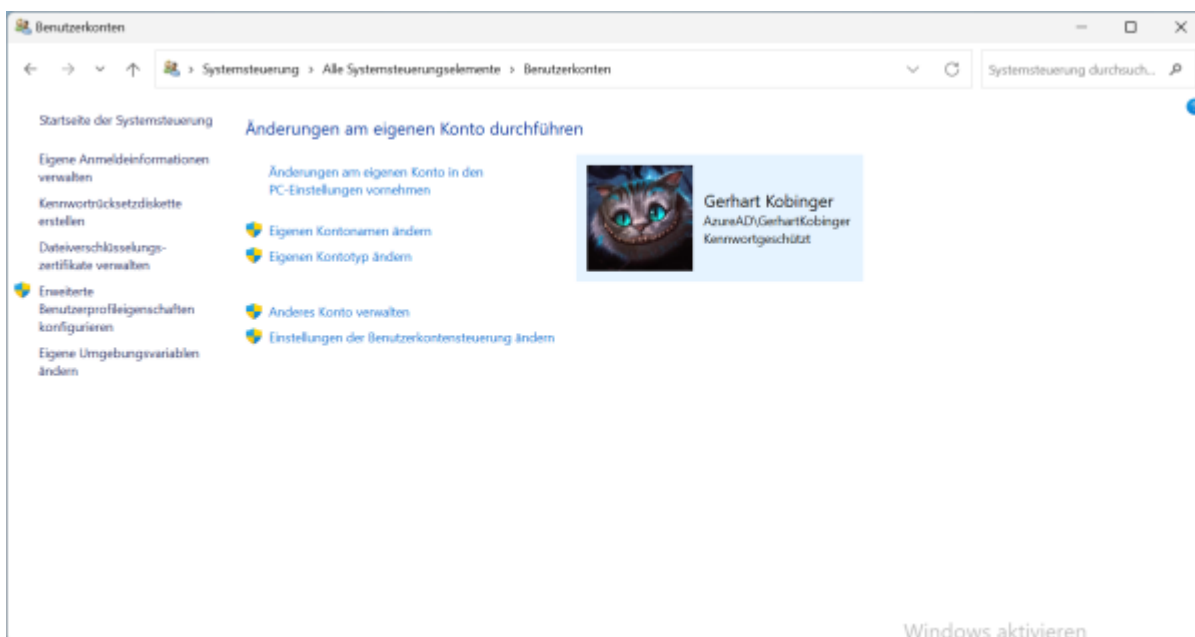 Benutzerkonten
Systemsteuerung > Alle Systemsteuerungselemente > Benutzerkonten
Systemsteuerung durchsuch...
Startseite der Systemsteuerung
Eigene Anmeldeinformationen
verwalten
Kennwortrücksetzdiskette
erstellen
Dateiverschlüsselungs-
zertifikate verwalten
Erweiterte
Benutzerprofileigenschaften
konfigurieren
Eigene Umgebungsvariablen
ändern
Änderungen am eigenen Konto durchführen
Änderungen am eigenen Konto in den
PC-Einstellungen vornehmen
Eigenen Kontonamen ändern
Eigenen Kontotyp ändern
Anderes Konto verwalten
Einstellungen der Benutzerkontensteuerung ändern
Gerhart Kobinger
AzureAD\GerhartKobinger
Kennwortgeschützt
Windows aktivieren